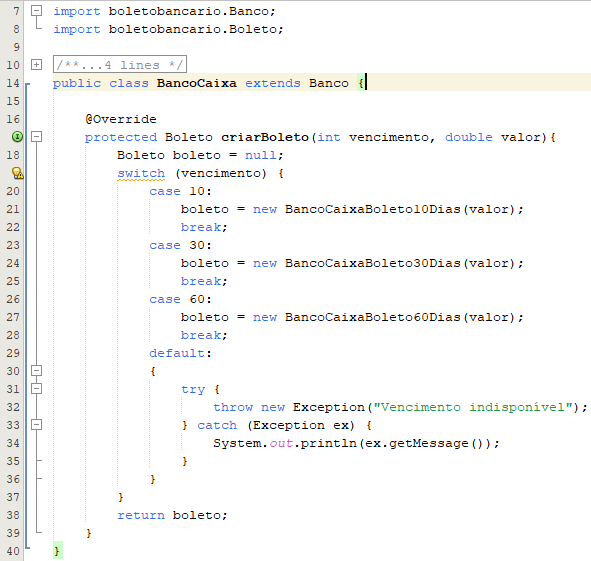 7 import boletobancario.Banco;
8 import boletobancario.Boleto;
9
10 /**...4 lines */
14 public class BancoCaixa extends Banco {
15
16     @Override
    protected Boleto criarBoleto(int vencimento, double valor){
18         Boleto boleto = null;
        switch (vencimento) {
20             case 10:
21                 boleto = new BancoCaixaBoleto10Dias(valor);
22                 break;
23             case 30:
24                 boleto = new BancoCaixaBoleto30Dias(valor);
25                 break;
26             case 60:
27                 boleto = new BancoCaixaBoleto60Dias(valor);
28                 break;
29             default:
30             {
31                 try {
32                     throw new Exception("Vencimento indisponível");
33                 } catch (Exception ex) {
34                     System.out.println(ex.getMessage());
35                 }
36             }
37         }
38         return boleto;
39     }
40 }